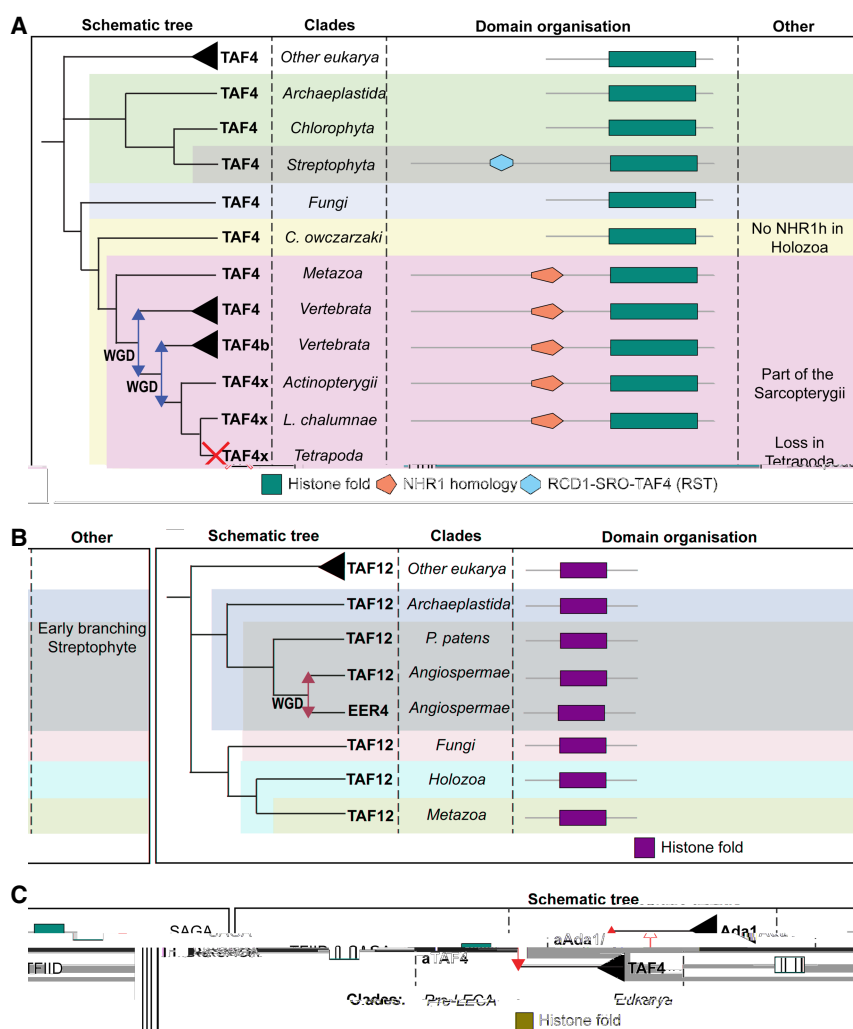 A
Schematic tree Clades Domain organisation Other
TAF4 Other eukarya
TAF4 Archaeplastida
TAF4 Chlorophyta
TAF4 Streptophyta
TAF4 Fungi
TAF4 C. owczarzaki No NHR1h in
Holozoa
TAF4 Metazoa
TAF4 Vertebrata
WGD TAF4b Vertebrata
WGD TAF4x Actinopterygii Part of the
Sarcopterygii
TAF4x L. chalumnae
TAF4x Tetrapoda Loss in
Tetrapoda
Histone fold NHR1 homology RCD1-SRO-TAF4 (RST)
B
Other Schematic tree Clades Domain organisation
TAF12 Other eukarya
TAF12 Archaeplastida
Early branching
Streptophyte
TAF12 P. patens
TAF12 Angiospermae
WGD EER4 Angiospermae
TAF12 Fungi
TAF12 Holozoa
TAF12 Metazoa
Histone fold
C
Schematic tree
SAGA Ada1
aAda1/
aTAF4
TFIID TAF4
Clades: Pre-LECA Eukarya
Histone fold